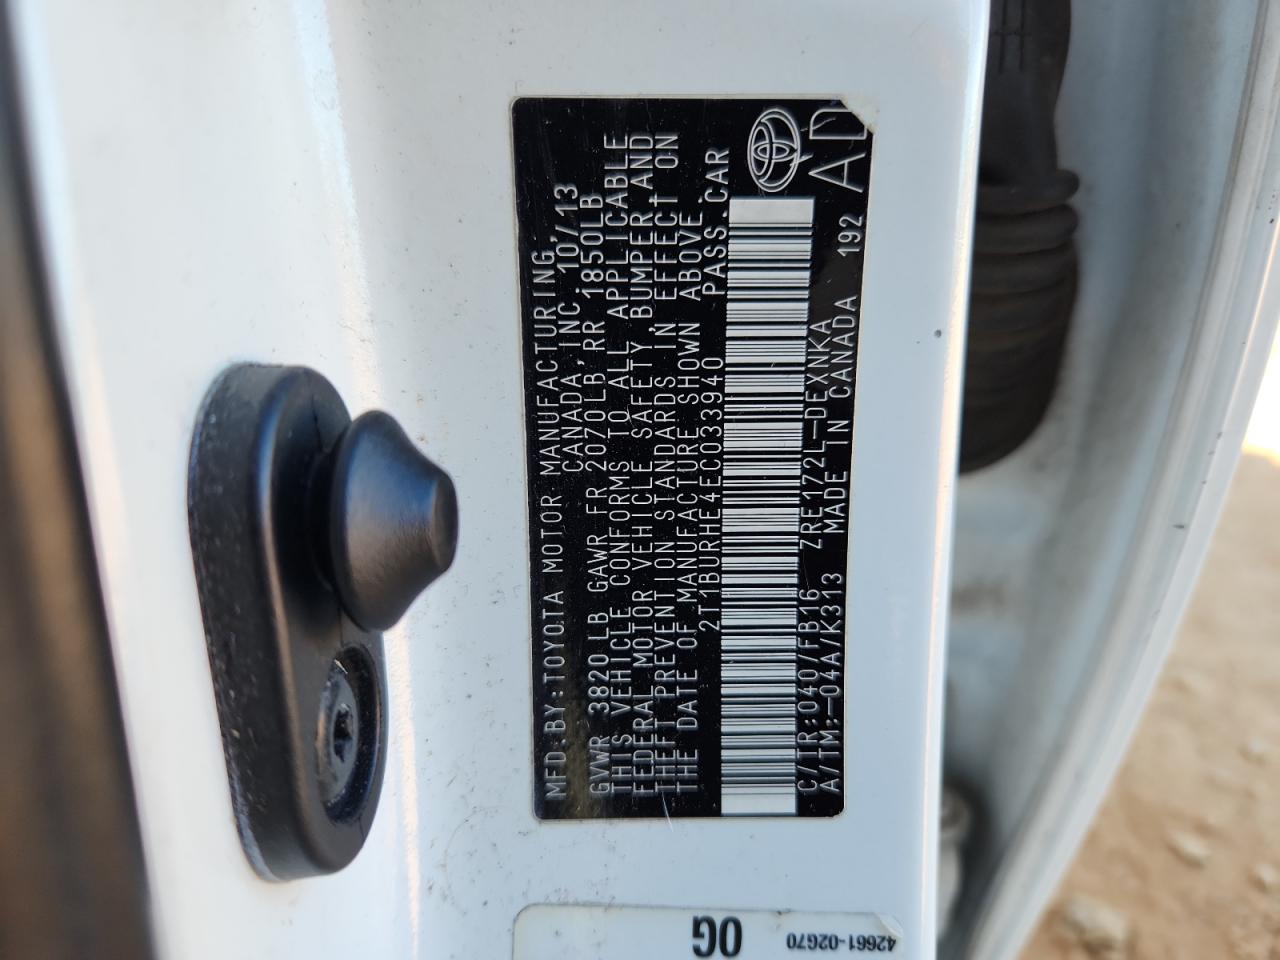 MFD.BY:TOYOTA MOTOR MANUFACTURING,
CANADA,INC. 10/13
GVWR 3820 LB GAWR FR 2070 LB, RR 1850LB
THIS VEHICLE CONFORMS TO ALL APPLICABLE
FEDERAL MOTOR VEHICLE SAFETY, BUMPER AND
THEFT PREVENTION STANDARDS IN EFFECT ON
THE DATE OF MANUFACTURE SHOWN ABOVE.
2T1BURHE4EC033940 PASS.CAR
C/TR:040/FB16 ZRE172L-DEXNKA
A/TM:-04A/K313 MADE IN CANADA 192
AD
0G
42661-02G70